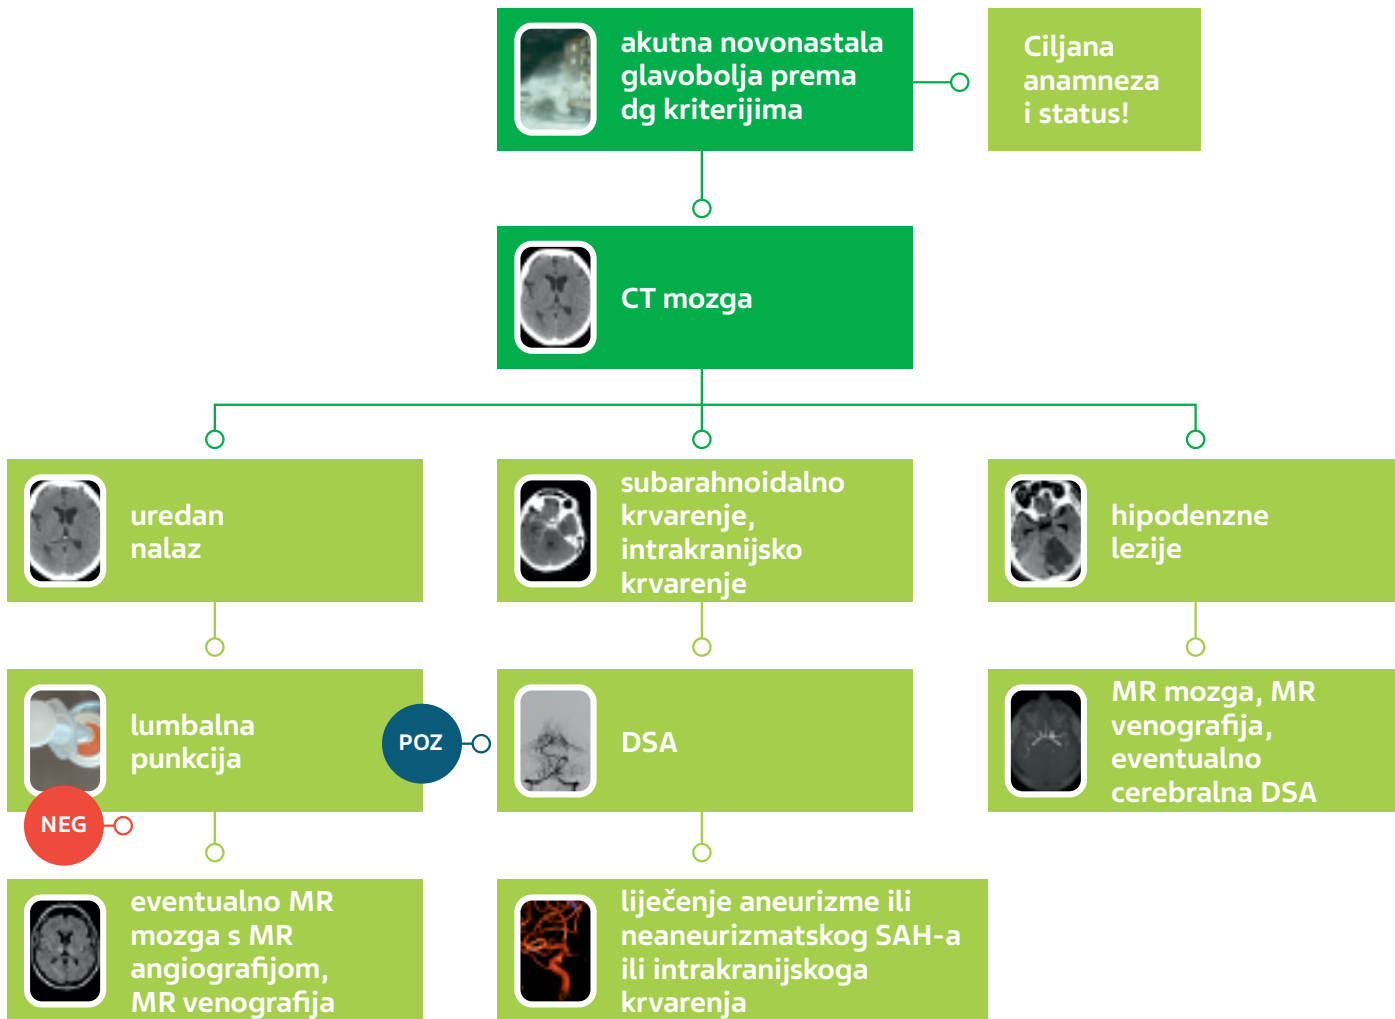 akutna novonastala
glavobolja prema
dg kriterijima
Ciljana
anamneza
i status!
CT mozga
uredan
nalaz
subarahnoidalno
krvarenje,
intrakranijsko
krvarenje
hipodenzne
lezije
lumbalna
punkcija
POZ
NEG
DSA
MR mozga, MR
venografija,
eventualno
cerebralna DSA
eventualno MR
mozga s MR
angiografijom,
MR venografija
liječenje aneurizme ili
neaneurizmatskog SAH-a
ili intrakranijskoga
krvarenja